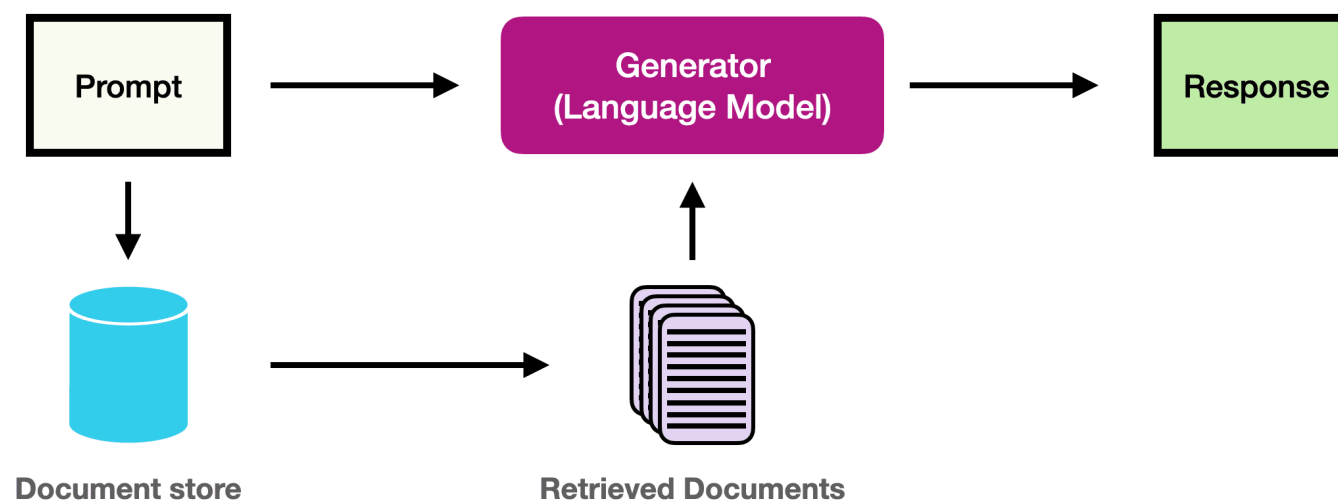 Prompt
Generator
(Language Model)
Response
Document store
Retrieved Documents